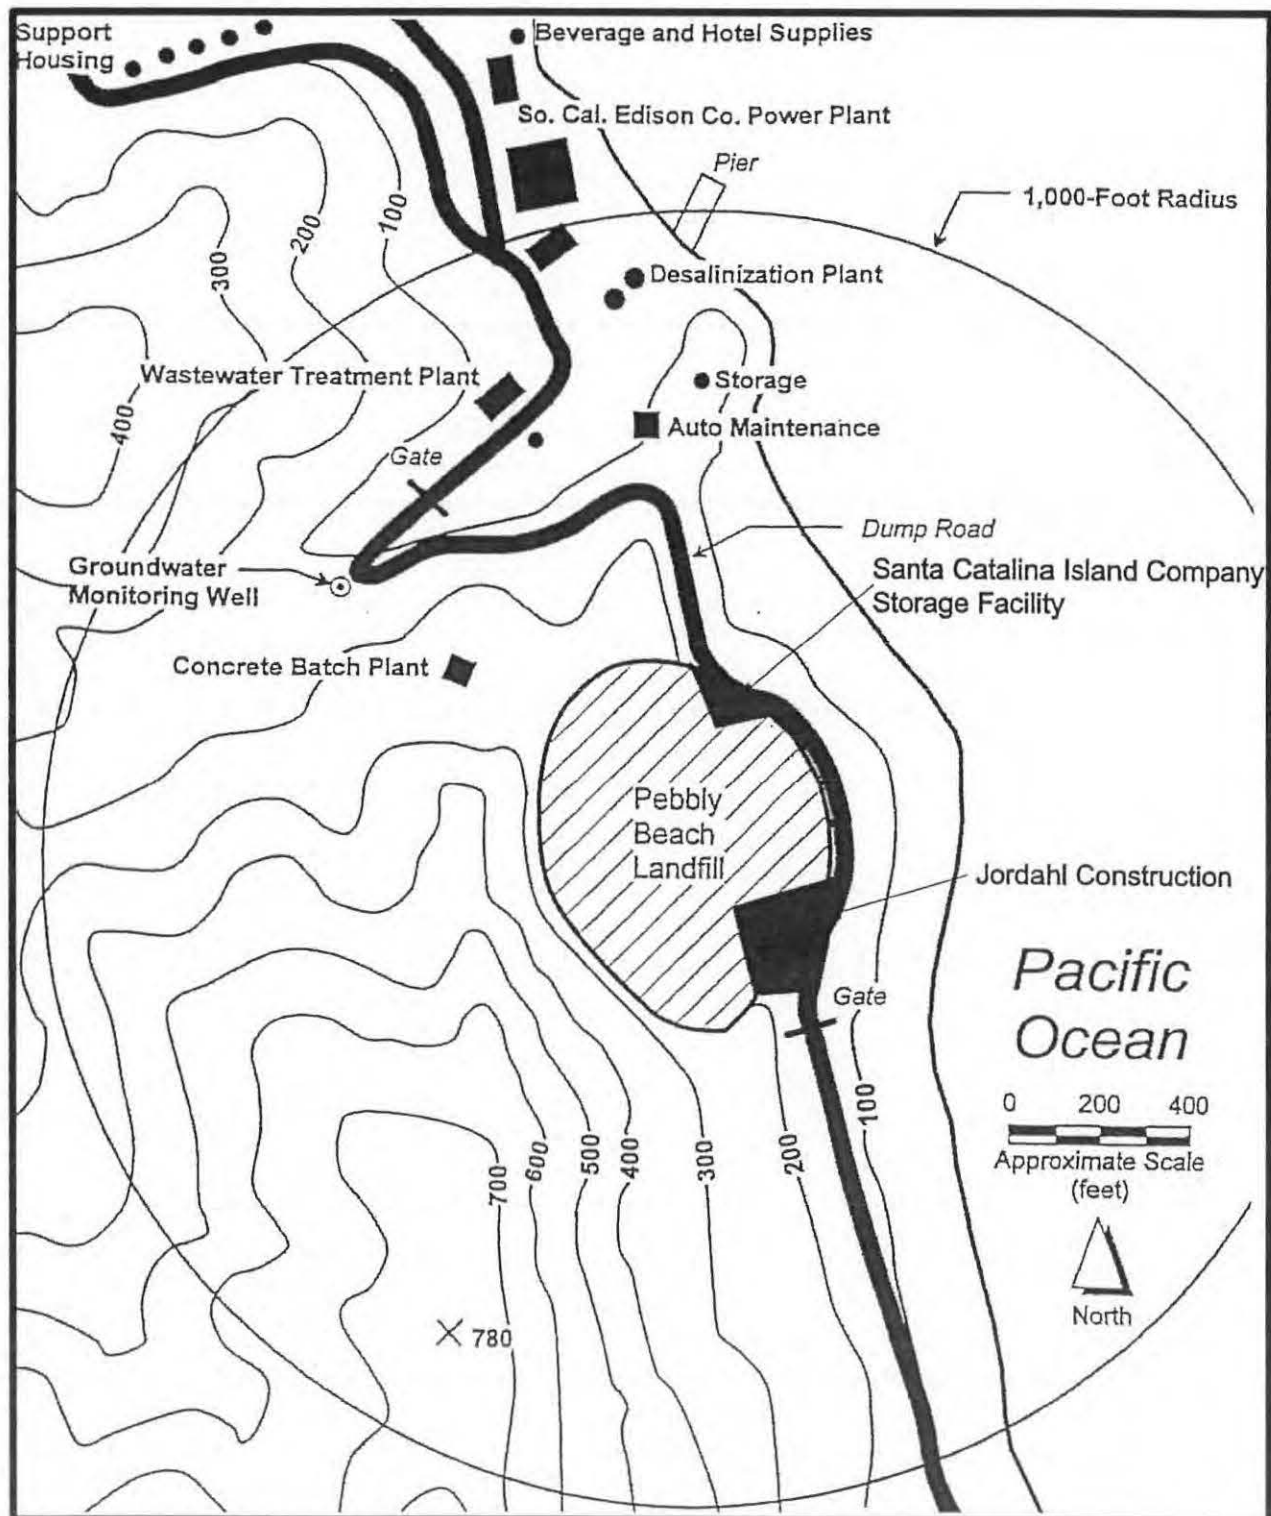 Support
Housing
Beverage and Hotel Supplies
So. Cal. Edison Co. Power Plant
Pier
1,000-Foot Radius
100
200
300
400
Desalinization Plant
Wastewater Treatment Plant
Storage
Auto Maintenance
Gate
Dump Road
Groundwater
Monitoring Well
Santa Catalina Island Company
Storage Facility
Concrete Batch Plant
Pebbly
Beach
Landfill
Jordahl Construction
Pacific
Ocean
Gate
0 200 400
Approximate Scale
(feet)
North
700
600
500
400
300
200
100
780